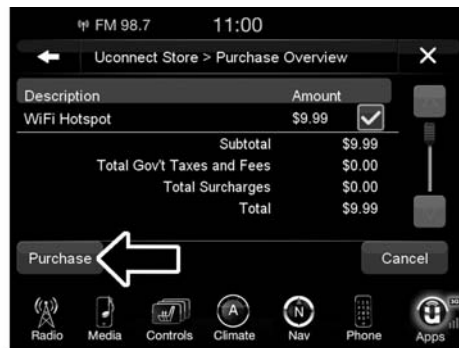 FM 98.7 11:00
Uconnect Store > Purchase Overview X
Description Amount
WiFi Hotspot $9.99
Subtotal $9.99
Total Gov't Taxes and Fees $0.00
Total Surcharges $0.00
Total $9.99
Purchase Cancel
A N 3G
Radio Media Controls Climate Nav Phone Apps